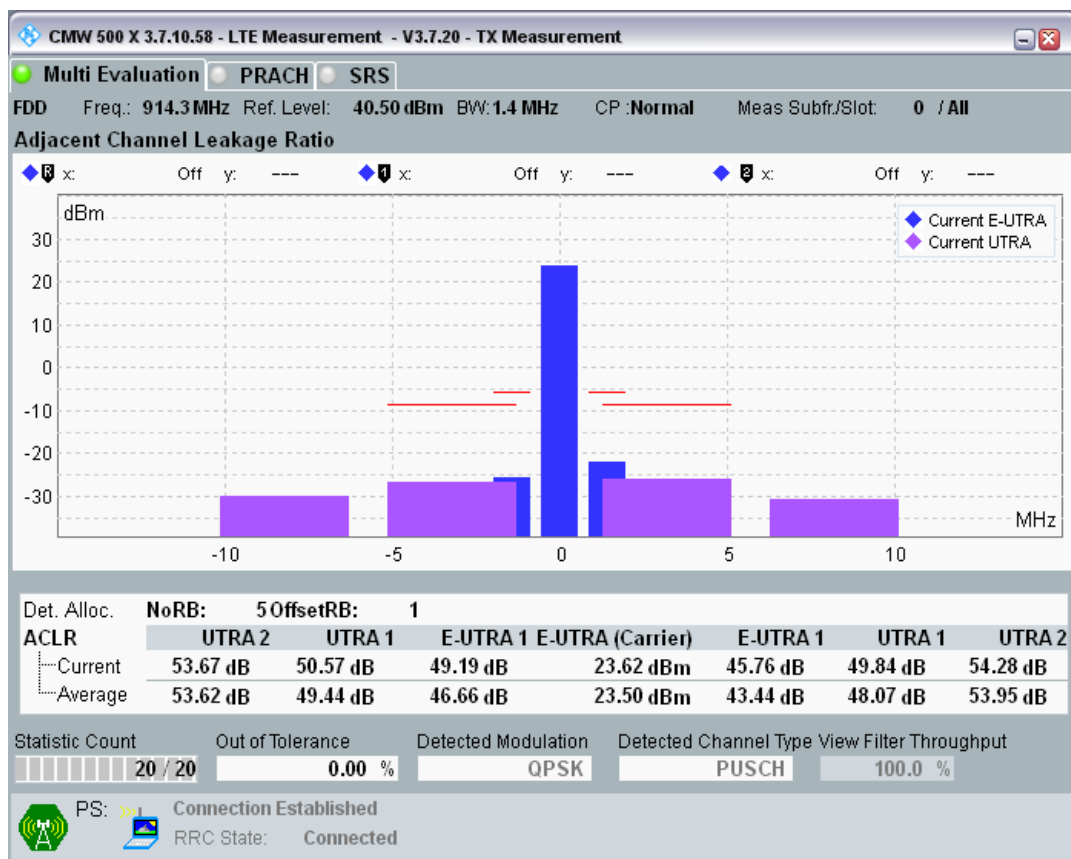 CMW 500 X 3.7.10.58 - LTE Measurement - V3.7.20 - TX Measurement
Multi Evaluation PRACH SRS
FDD Freq.: 914.3 MHz Ref. Level: 40.50 dBm BW: 1.4 MHz CP :Normal Meas Subfr./Slot: 0 / All
Adjacent Channel Leakage Ratio
R x: Off y: --- 1 x: Off y: --- 2 x: Off y: ---
dBm
Current E-UTRA
Current UTRA
30
20
10
0
-10
-20
-30
MHz
-10 -5 0 5 10
Det. Alloc. NoRB: 5 OffsetRB: 1
ACLR UTRA 2 UTRA 1 E-UTRA 1 E-UTRA (Carrier) E-UTRA 1 UTRA 1 UTRA 2
Current 53.67 dB 50.57 dB 49.19 dB 23.62 dBm 45.76 dB 49.84 dB 54.28 dB
Average 53.62 dB 49.44 dB 46.66 dB 23.50 dBm 43.44 dB 48.07 dB 53.95 dB
Statistic Count Out of Tolerance Detected Modulation Detected Channel Type View Filter Throughput
20 / 20 0.00 % QPSK PUSCH 100.0 %
PS: Connection Established
RRC State: Connected